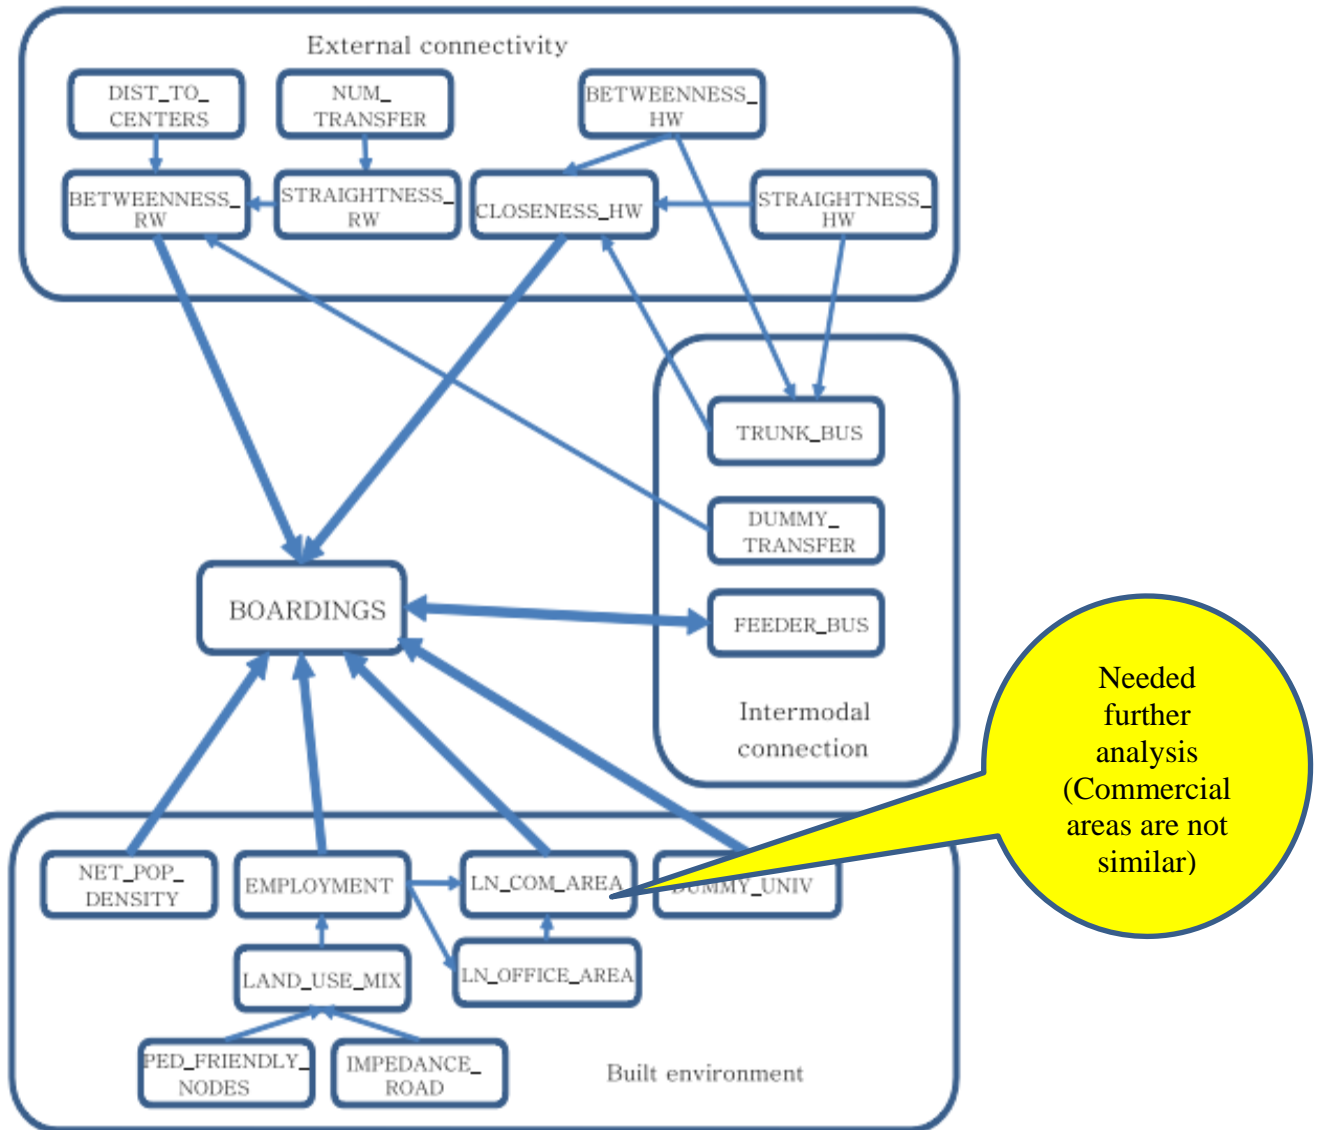 External connectivity
DIST_TO_
CENTERS
NUM_
TRANSFER
BETWEENNESS_
HW
BETWEENNESS_
RW
STRAIGHTNESS_
RW
CLOSENESS_HW
STRAIGHTNESS_
HW
TRUNK_BUS
DUMMY_
TRANSFER
BOARDINGS
FEEDER_BUS
Intermodal
connection
Needed
further
analysis
(Commercial
areas are not
similar)
NET_POP_
DENSITY
EMPLOYMENT
LN_COM_AREA
DUMMY_UNIV
LAND_USE_MIX
LN_OFFICE_AREA
PED_FRIENDLY_
NODES
IMPEDANCE_
ROAD
Built environment